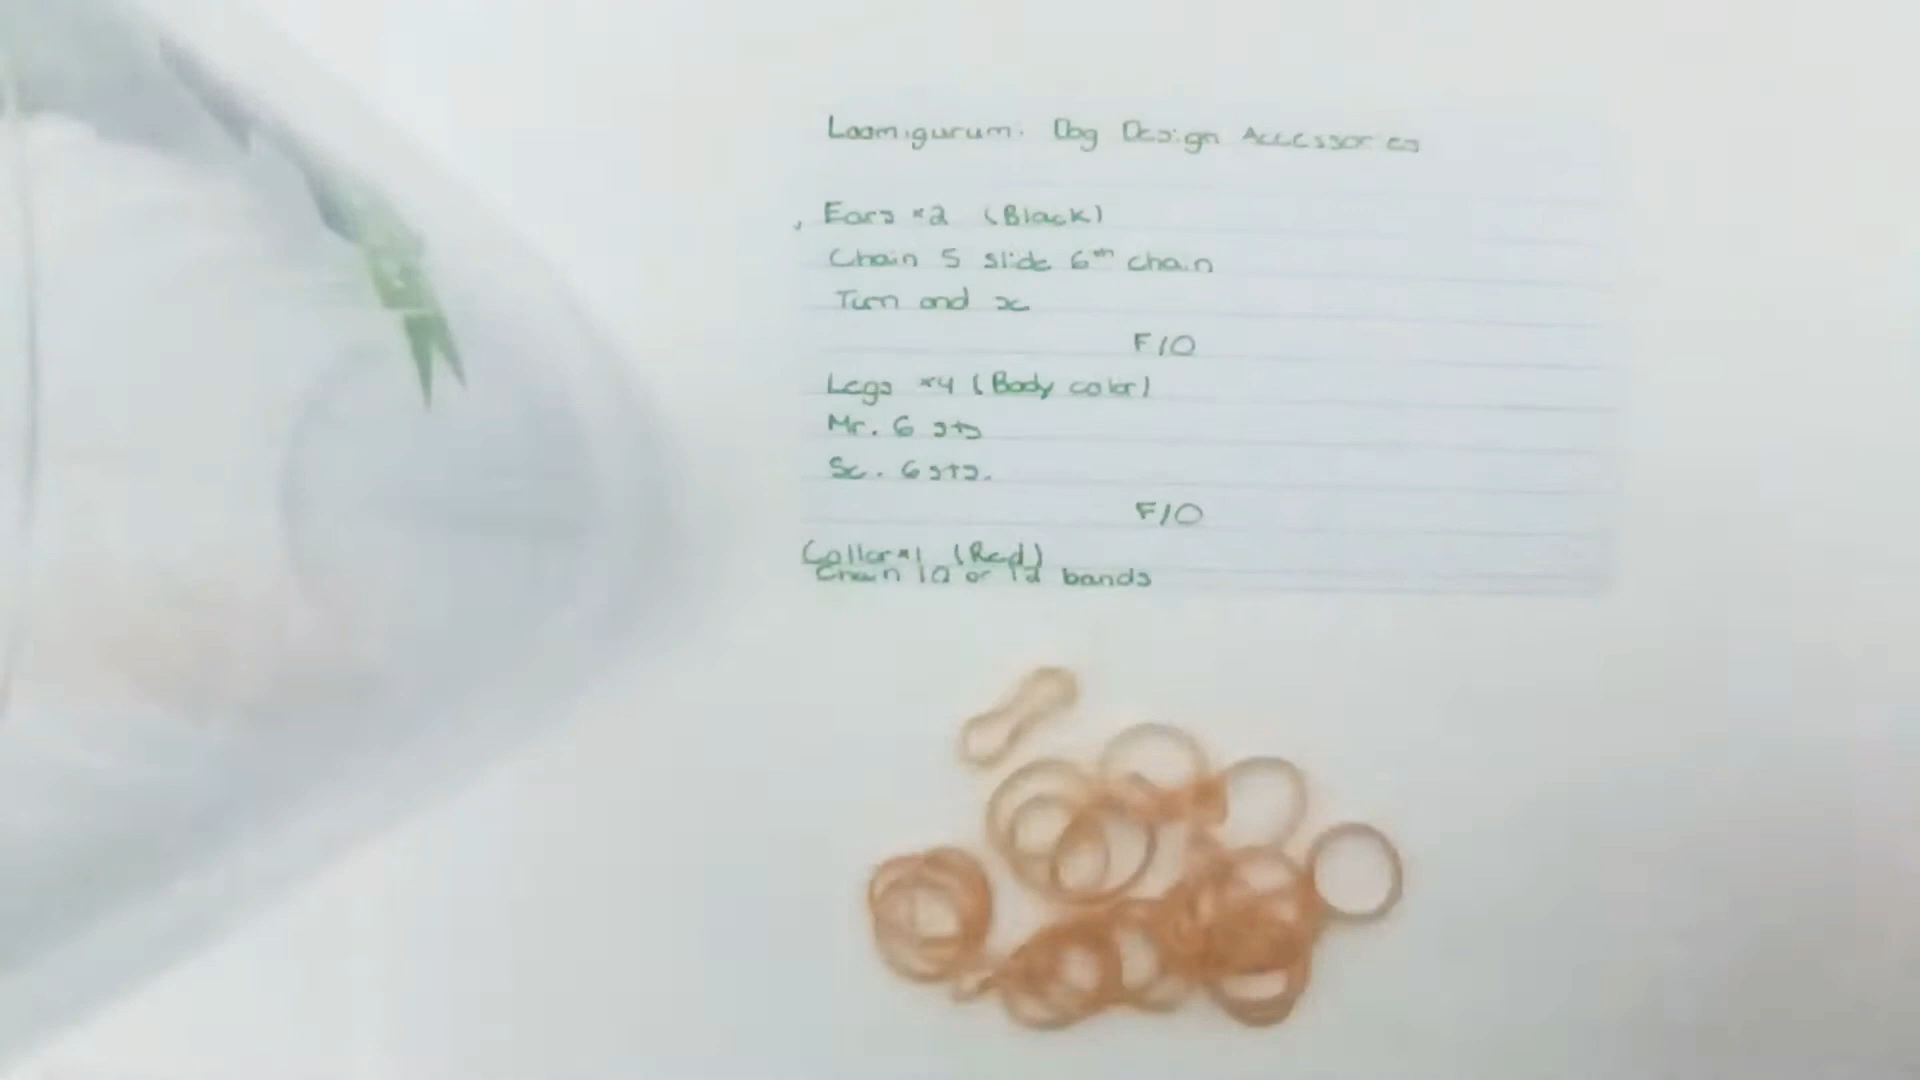 Loomigurumi Dog Design Accessories
Ears x2 (Black)
Chain 5 slide 6th chain
Turn and sc
F/O
Legs x4 (Body color)
Mr. 6 sts
Sc. 6 sts.
F/O
Collar x1 (Red)
Chain 10 or 12 bands